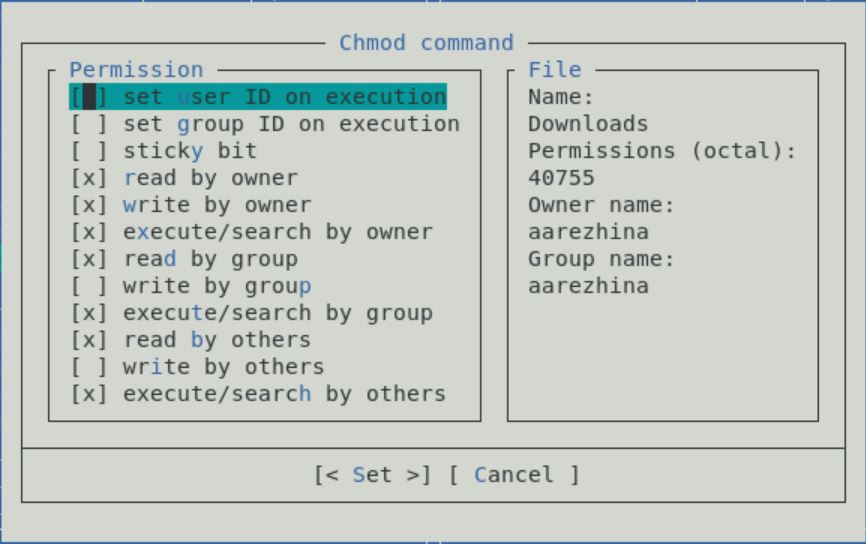 Chmod command
Permission
[ ] set user ID on execution
[ ] set group ID on execution
[ ] sticky bit
[x] read by owner
[x] write by owner
[x] execute/search by owner
[x] read by group
[ ] write by group
[x] execute/search by group
[x] read by others
[ ] write by others
[x] execute/search by others
File
Name:
Downloads
Permissions (octal):
40755
Owner name:
aarezhina
Group name:
aarezhina
[< Set >] [ Cancel ]